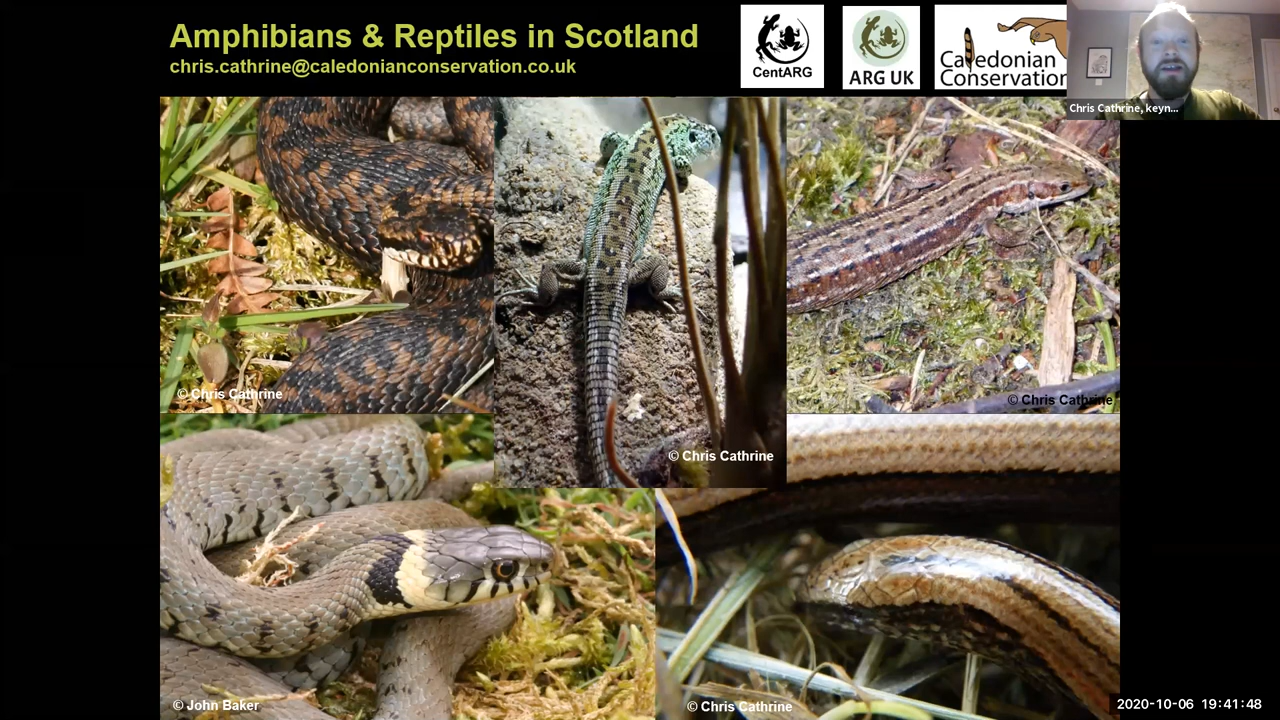 Amphibians & Reptiles in Scotland
chris.cathrine@caledonianconservation.co.uk
CentARG
ARG UK
Caledonian
Conservation
Chris Cathrine, keyn...
© Chris Cathrine
© Chris Cathrine
© Chris Cathrine
© John Baker
© Chris Cathrine
2020-10-06 19:41:48